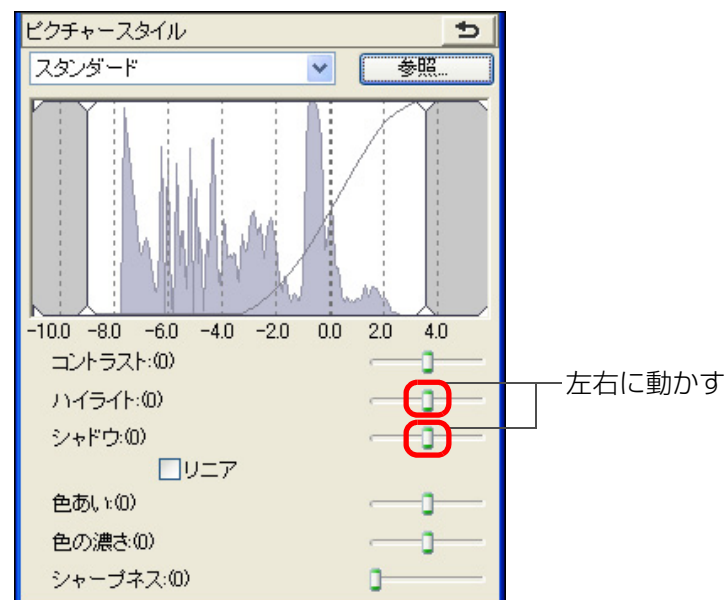 ピクチャースタイル
スタンダード 参照...
-10.0 -8.0 -6.0 -4.0 -2.0 0.0 2.0 4.0
コントラスト:(0)
ハイライト:(0)
左右に動かす
シャドウ:(0)
リニア
色あい:(0)
色の濃さ:(0)
シャープネス:(0)